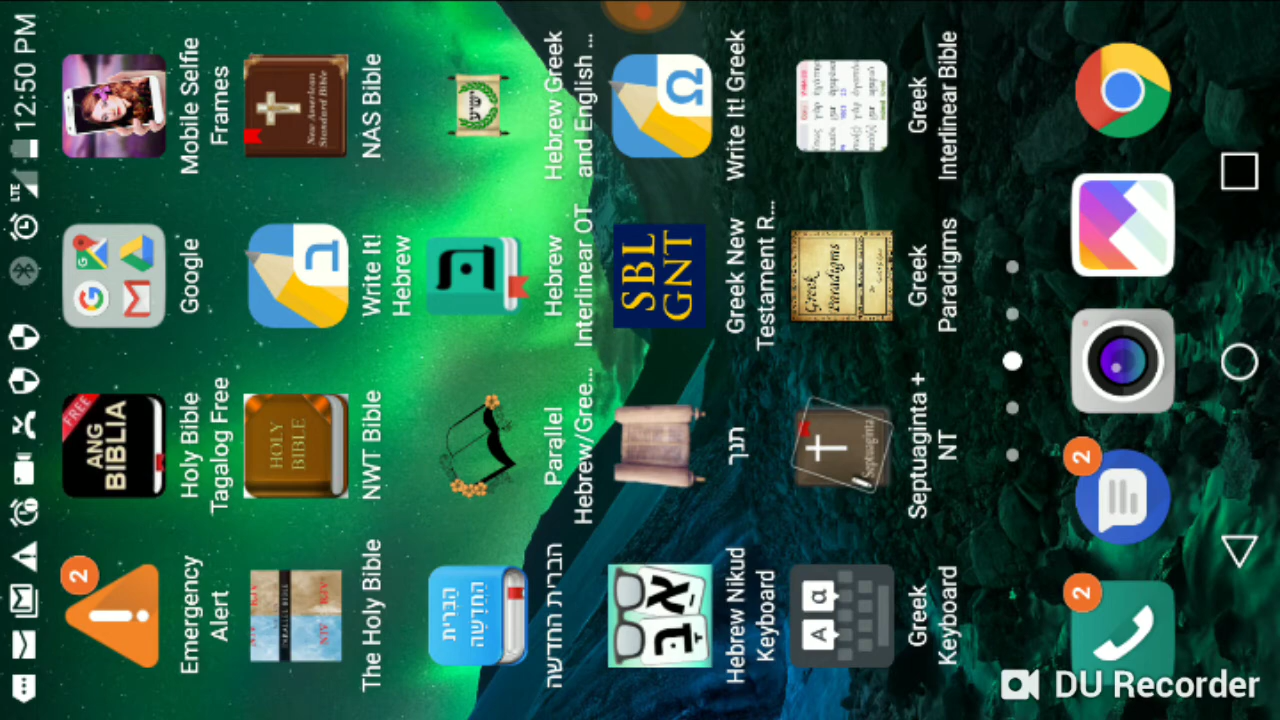 LTE 12:50 PM
2
FREE
ANG
BIBLIA
Emergency
Alert
Holy Bible
Tagalog Free
Google
Mobile Selfie
Frames
HOLY
BIBLE
ב
New American
Standard Bible
The Holy Bible
NWT Bible
Write It!
Hebrew
NAS Bible
הַבְּרִית
הַחֲדָשָׁה
הברית החדשה
Parallel
Hebrew/Gree...
Hebrew
Interlinear OT
Hebrew Greek
and English ...
SBL
GNT
Ω
Hebrew Nikud
Keyboard
תנך
Greek New
Testament R...
Write It! Greek
A α
Septuaginta
Greek
Paradigms
Greek
Keyboard
Septuaginta +
NT
Greek
Paradigms
Greek
Interlinear Bible
2
2
DU Recorder